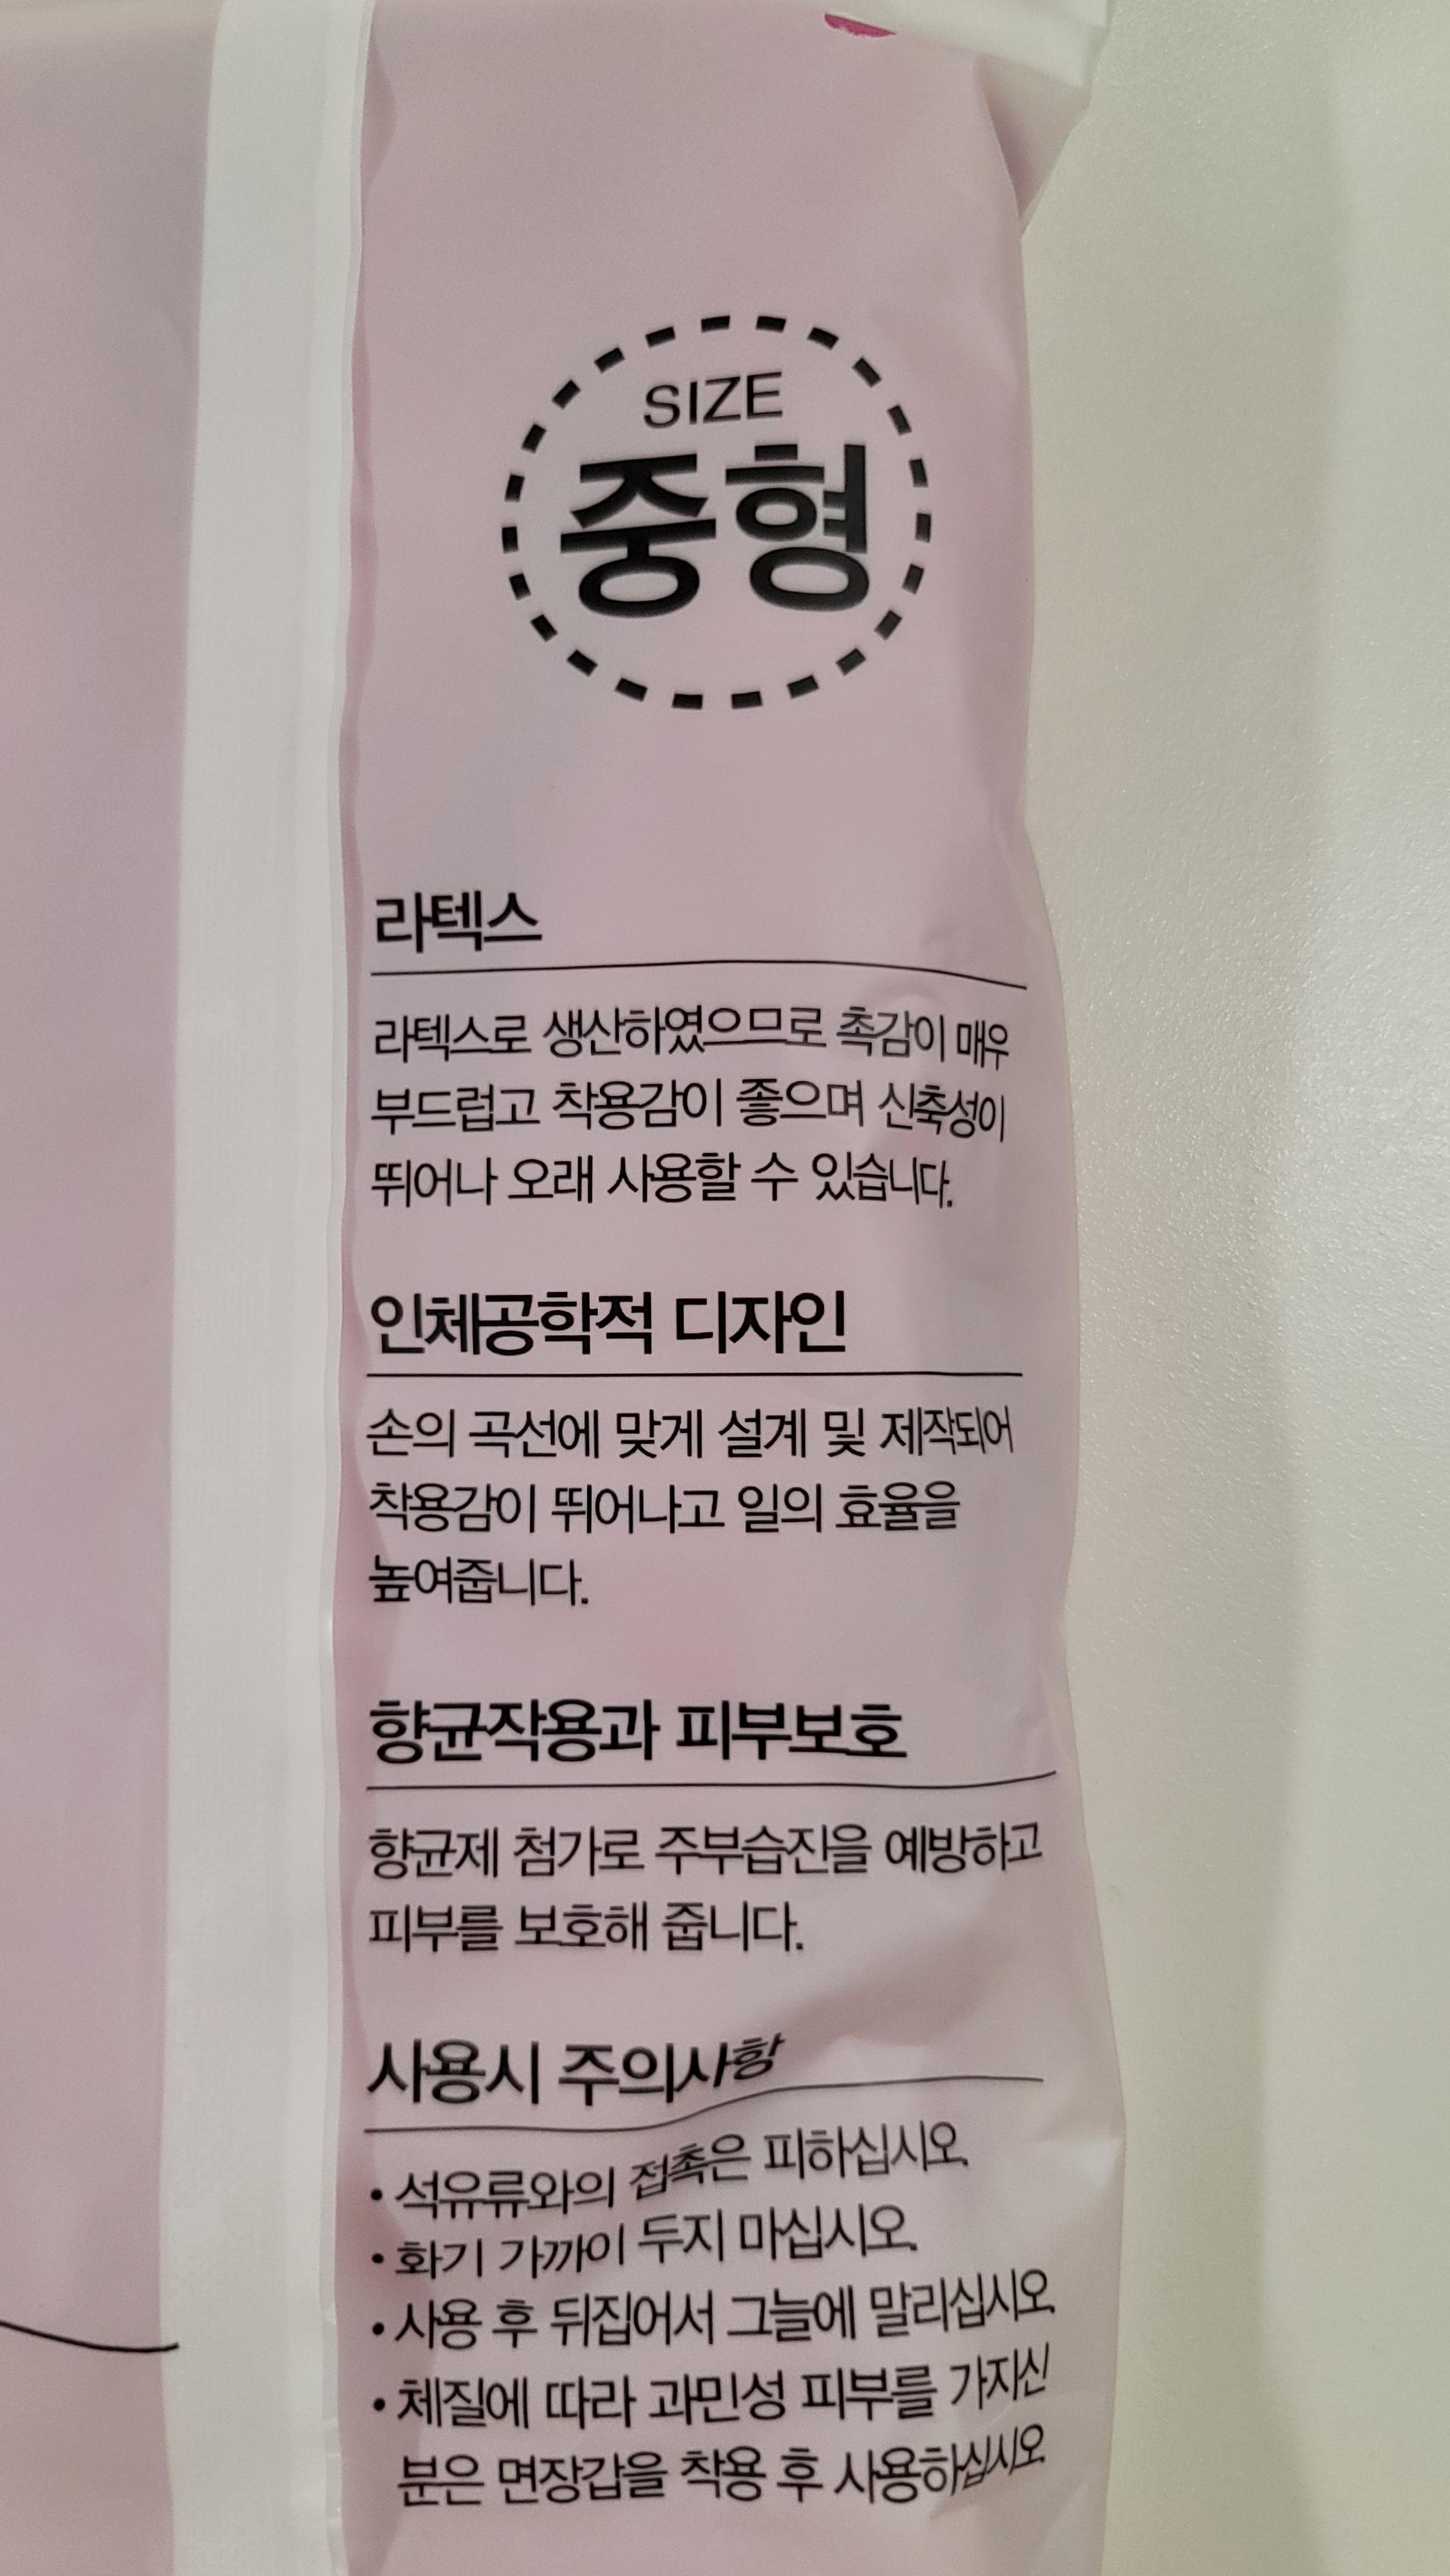 SIZE
중형
라텍스
라텍스로 생산하였으므로 촉감이 매우
부드럽고 착용감이 좋으며 신축성이
뛰어나 오래 사용할 수 있습니다.
인체공학적 디자인
손의 곡선에 맞게 설계 및 제작되어
착용감이 뛰어나고 일의 효율을
높여줍니다.
향균작용과 피부보호
향균제 첨가로 주부습진을 예방하고
피부를 보호해 줍니다.
사용시 주의사항
• 석유류와의 접촉은 피하십시오.
• 화기 가까이 두지 마십시오.
• 사용 후 뒤집어서 그늘에 말리십시오.
• 체질에 따라 과민성 피부를 가지신
분은 면장갑을 착용 후 사용하십시오.